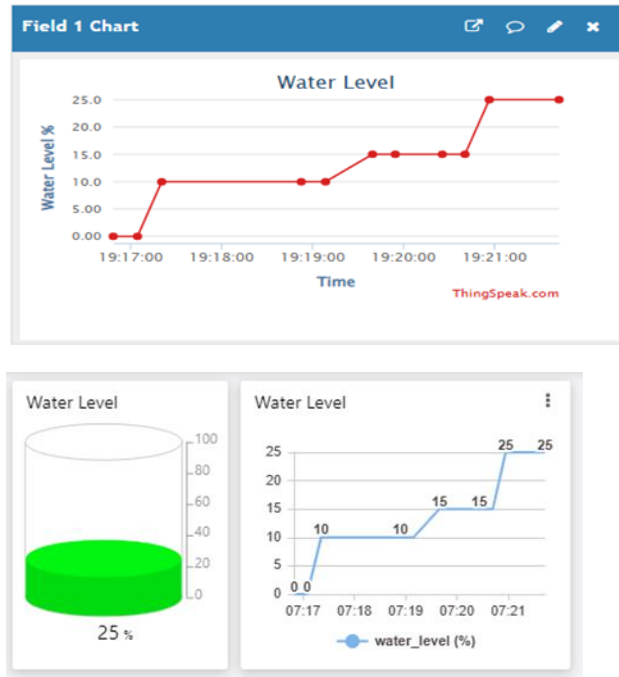 Field 1 Chart
Water Level
Water Level %
25.0
20.0
15.0
10.0
5.00
0.00
19:17:00 19:18:00 19:19:00 19:20:00 19:21:00
Time
ThingSpeak.com
Water Level
100
80
60
40
20
0
25 %
Water Level
25
20
15
10
5
0
0 0 10 10 15 15 25 25
07:17 07:18 07:19 07:20 07:21
water_level (%)